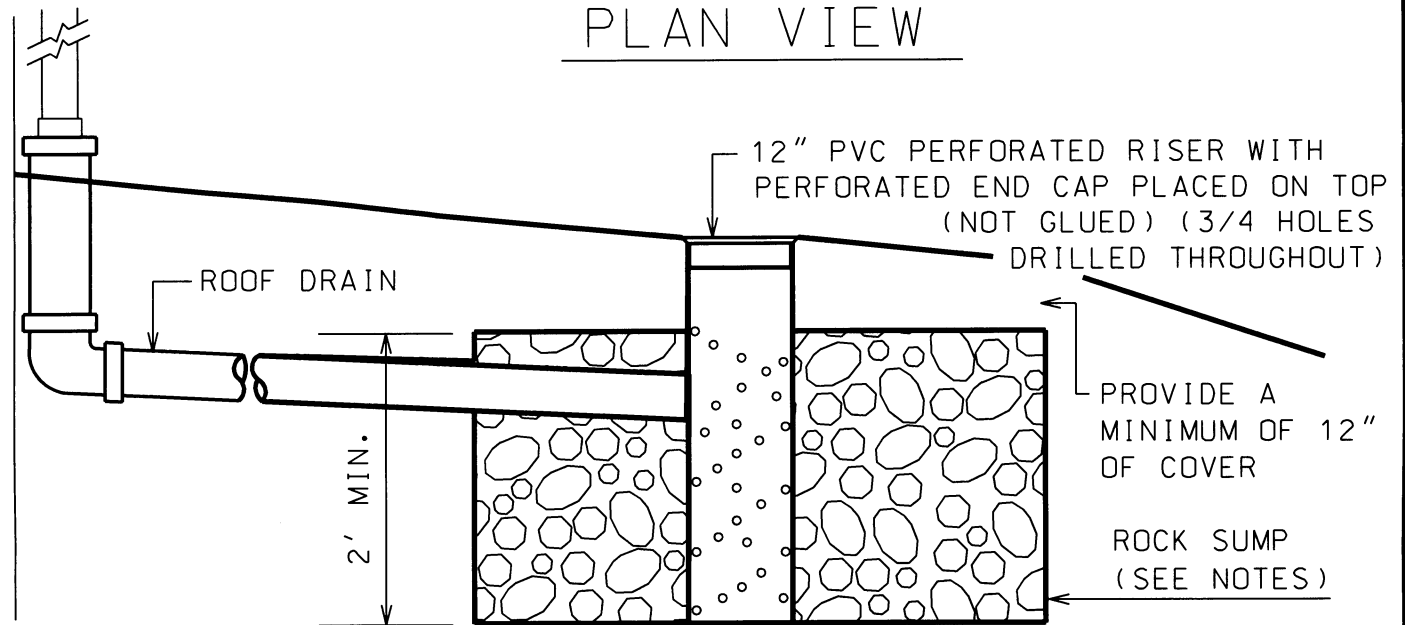 PLAN VIEW
12" PVC PERFORATED RISER WITH
PERFORATED END CAP PLACED ON TOP
(NOT GLUED) (3/4 HOLES
DRILLED THROUGHOUT)
ROOF DRAIN
2' MIN.
PROVIDE A
MINIMUM OF 12"
OF COVER
ROCK SUMP
(SEE NOTES)